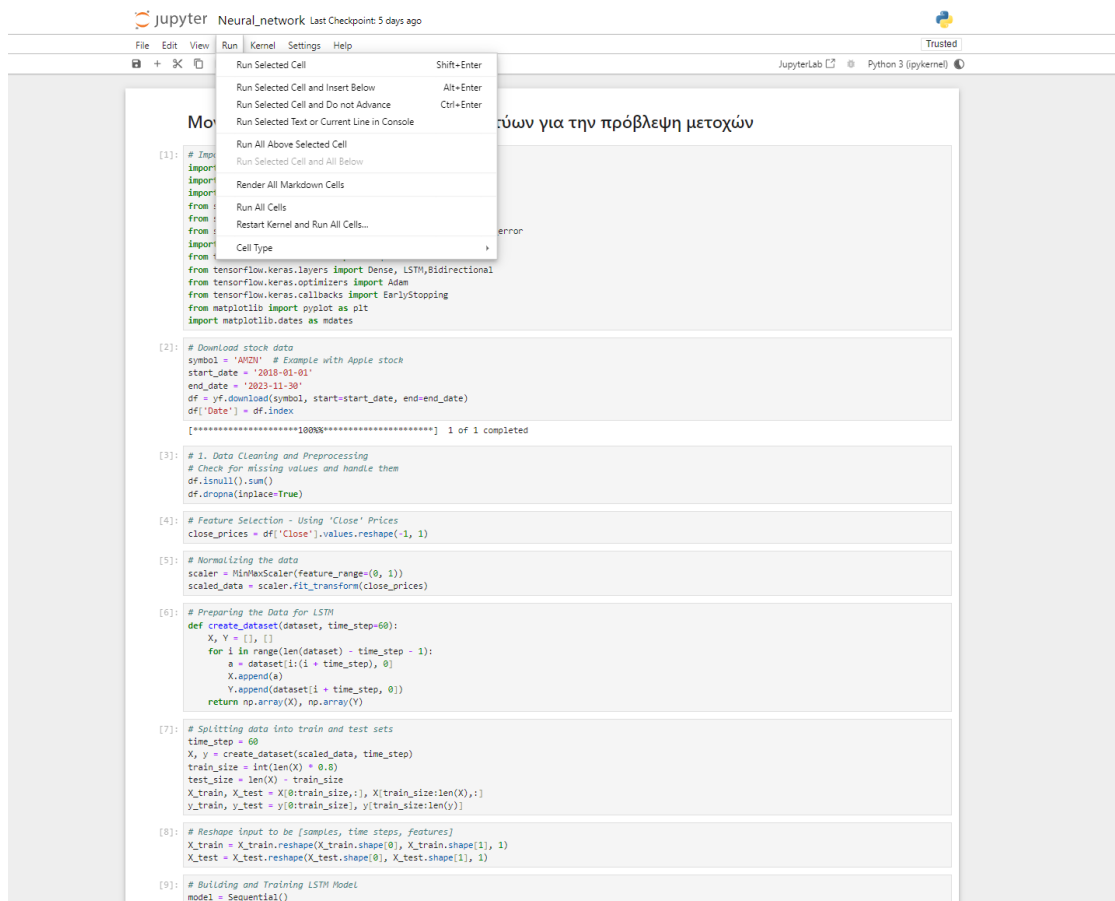 jupyter Neural_network Last Checkpoint: 5 days ago
File Edit View Run Kernel Settings Help
Trusted
JupyterLab Python 3 (ipykernel)
Run Selected Cell Shift+Enter
Run Selected Cell and Insert Below Alt+Enter
Run Selected Cell and Do not Advance Ctrl+Enter
Run Selected Text or Current Line in Console
Run All Above Selected Cell
Run Selected Cell and All Below
Render All Markdown Cells
Run All Cells
Restart Kernel and Run All Cells...
Cell Type
για την πρόβλεψη μετοχών
[1]: #
import
import
import
from
from
from error
import
from
from tensorflow.keras.layers import Dense, LSTM,Bidirectional
from tensorflow.keras.optimizers import Adam
from tensorflow.keras.callbacks import EarlyStopping
from matplotlib import pyplot as plt
import matplotlib.dates as mdates
[2]: # Download stock data
symbol = 'AMZN' # Example with Apple stock
start_date = '2018-01-01'
end_date = '2023-11-30'
df = yf.download(symbol, start=start_date, end=end_date)
df['Date'] = df.index
[*********************100%%**********************] 1 of 1 completed
[3]: # 1. Data Cleaning and Preprocessing
# Check for missing values and handle them
df.isnull().sum()
df.dropna(inplace=True)
[4]: # Feature Selection - Using 'Close' Prices
close_prices = df['Close'].values.reshape(-1, 1)
[5]: # Normalizing the data
scaler = MinMaxScaler(feature_range=(0, 1))
scaled_data = scaler.fit_transform(close_prices)
[6]: # Preparing the Data for LSTM
def create_dataset(dataset, time_step=60):
X, Y = [], []
for i in range(len(dataset) - time_step - 1):
a = dataset[i:(i + time_step), 0]
X.append(a)
Y.append(dataset[i + time_step, 0])
return np.array(X), np.array(Y)
[7]: # Splitting data into train and test sets
time_step = 60
X, y = create_dataset(scaled_data, time_step)
train_size = int(len(X) * 0.8)
test_size = len(X) - train_size
X_train, X_test = X[0:train_size,:], X[train_size:len(X),:]
y_train, y_test = y[0:train_size], y[train_size:len(y)]
[8]: # Reshape input to be [samples, time steps, features]
X_train = X_train.reshape(X_train.shape[0], X_train.shape[1], 1)
X_test = X_test.reshape(X_test.shape[0], X_test.shape[1], 1)
[9]: # Building and Training LSTM Model
model = Sequential()